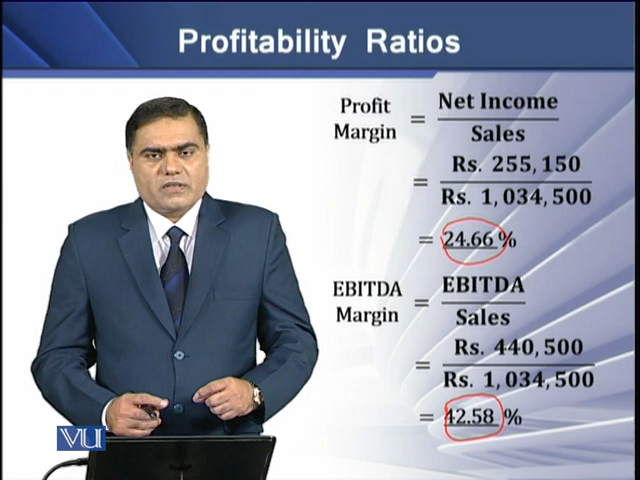 Profitability Ratios
Profit Margin = Net Income / Sales
= Rs. 255,150 / Rs. 1,034,500
= 24.66 %
EBITDA Margin = EBITDA / Sales
= Rs. 440,500 / Rs. 1,034,500
= 42.58 %
VU